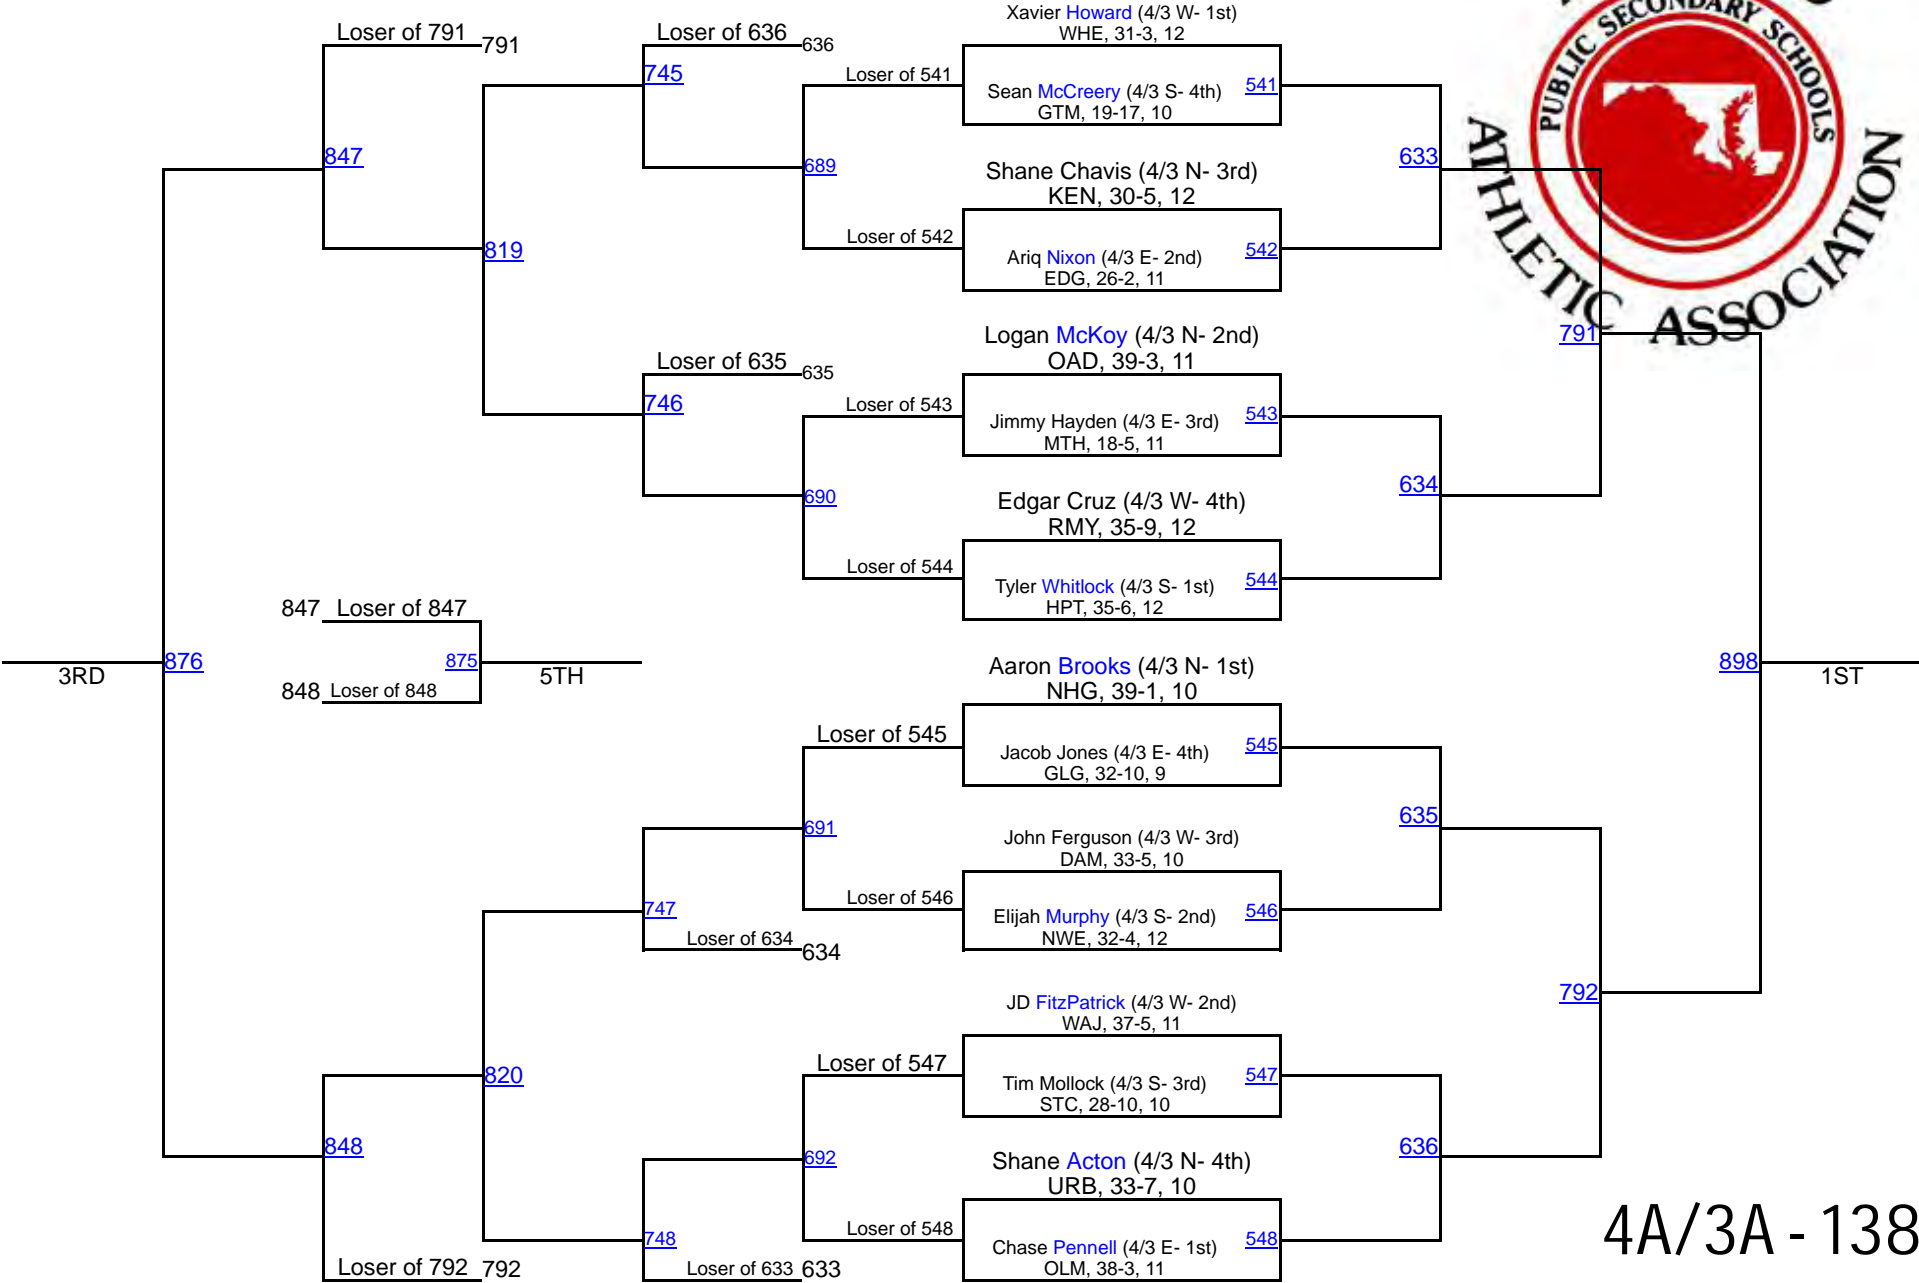 Loser of 791 791
Loser of 636 636
Xavier Howard (4/3 W- 1st)
WHE, 31-3, 12
745
Loser of 541
Sean McCreery (4/3 S- 4th) 541
GTM, 19-17, 10
847
689
Shane Chavis (4/3 N- 3rd)
KEN, 30-5, 12
633
819
Loser of 542
Ariq Nixon (4/3 E- 2nd) 542
EDG, 26-2, 11
Logan McKoy (4/3 N- 2nd)
OAD, 39-3, 11
791
Loser of 635 635
746
Loser of 543
Jimmy Hayden (4/3 E- 3rd) 543
MTH, 18-5, 11
690
Edgar Cruz (4/3 W- 4th)
RMY, 35-9, 12
634
Loser of 544
Tyler Whitlock (4/3 S- 1st) 544
HPT, 35-6, 12
847 Loser of 847
3RD
876
875
5TH
848 Loser of 848
Aaron Brooks (4/3 N- 1st)
NHG, 39-1, 10
898
1ST
Loser of 545
Jacob Jones (4/3 E- 4th) 545
GLG, 32-10, 9
691
John Ferguson (4/3 W- 3rd)
DAM, 33-5, 10
635
747
Loser of 546
Elijah Murphy (4/3 S- 2nd) 546
NWE, 32-4, 12
Loser of 634 634
JD FitzPatrick (4/3 W- 2nd)
WAJ, 37-5, 11
792
820
Loser of 547
Tim Mollock (4/3 S- 3rd) 547
STC, 28-10, 10
848
692
Shane Acton (4/3 N- 4th)
URB, 33-7, 10
636
748
Loser of 548
Chase Pennell (4/3 E- 1st) 548
OLM, 38-3, 11
Loser of 792 792
Loser of 633 633
PUBLIC SECONDARY SCHOOLS
ATHLETIC ASSOCIATION
4A/3A - 138